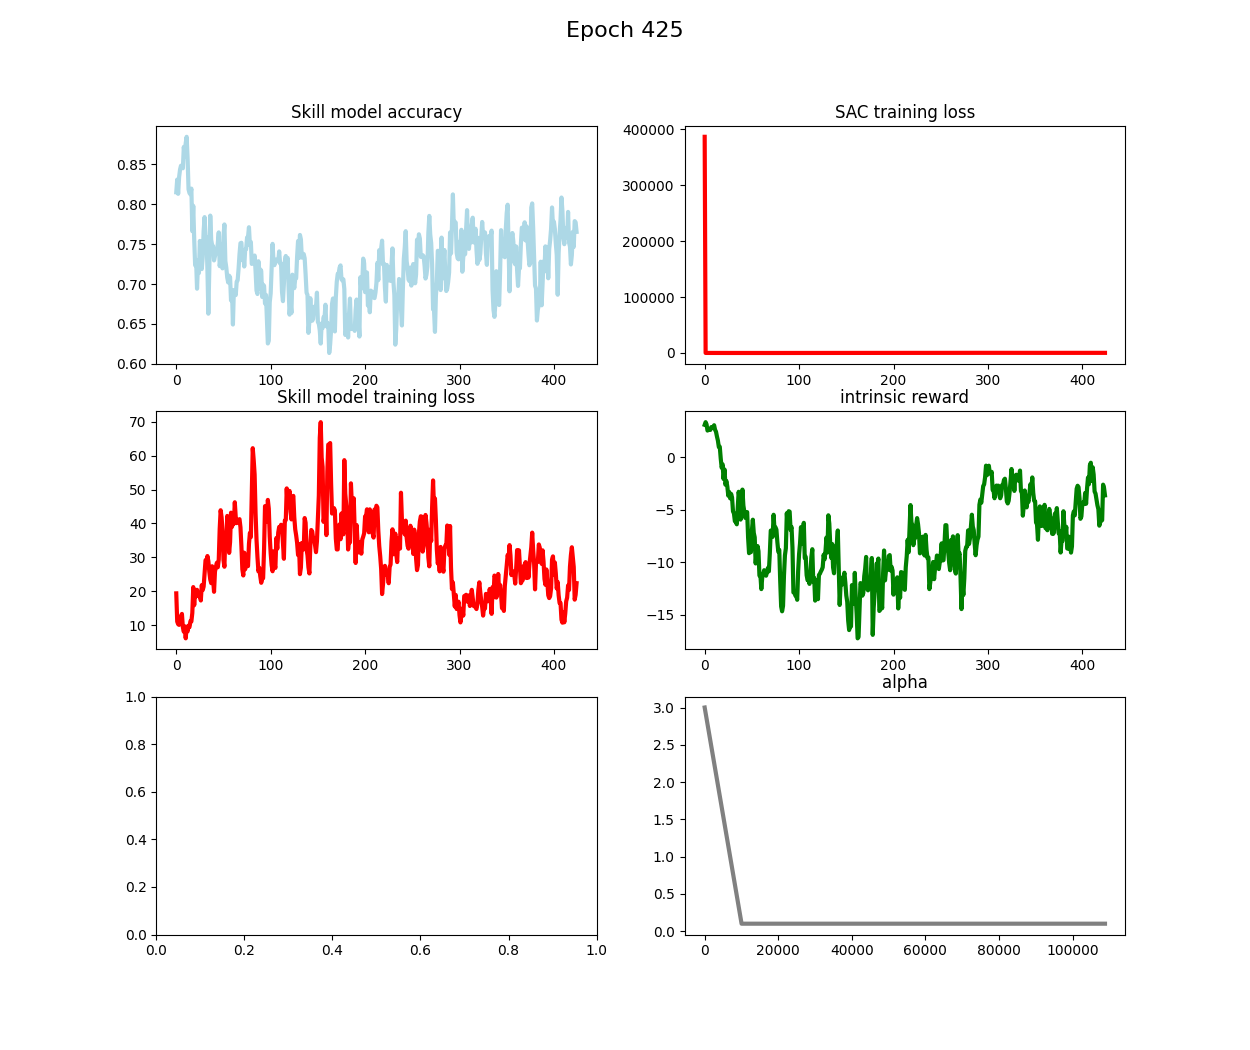 Epoch 425
Skill model accuracy
0.85
0.80
0.75
0.70
0.65
0.60
0 100 200 300 400
SAC training loss
400000
300000
200000
100000
0
0 100 200 300 400
Skill model training loss
70
60
50
40
30
20
10
0 100 200 300 400
intrinsic reward
0
−5
−10
−15
0 100 200 300 400
1.0
0.8
0.6
0.4
0.2
0.0
0.0 0.2 0.4 0.6 0.8 1.0
alpha
3.0
2.5
2.0
1.5
1.0
0.5
0.0
0 20000 40000 60000 80000 100000